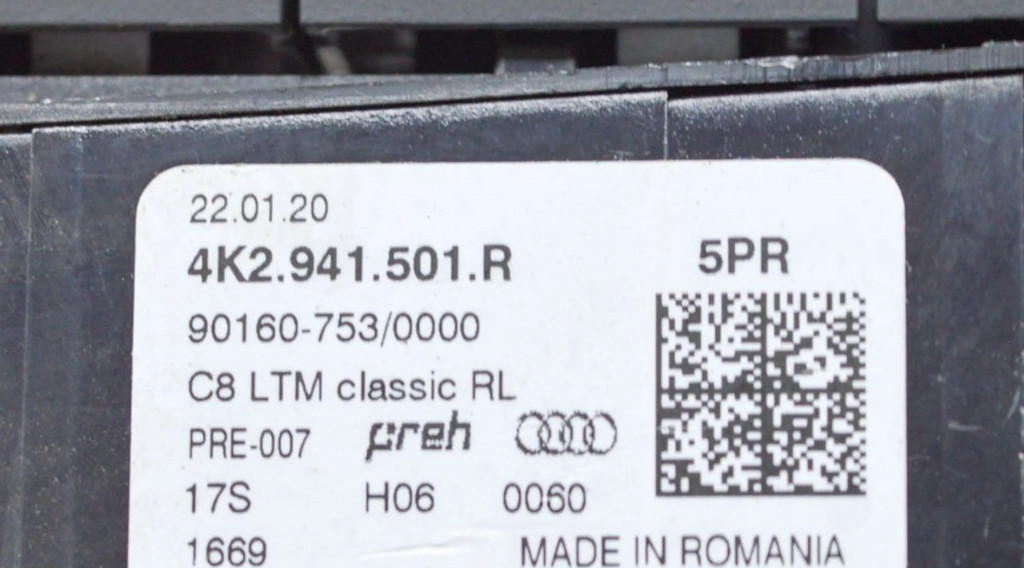 22.01.20
4K2.941.501.R 5PR
90160-753/0000
C8 LTM classic RL
PRE-007 preh
17S H06 0060
1669 MADE IN ROMANIA